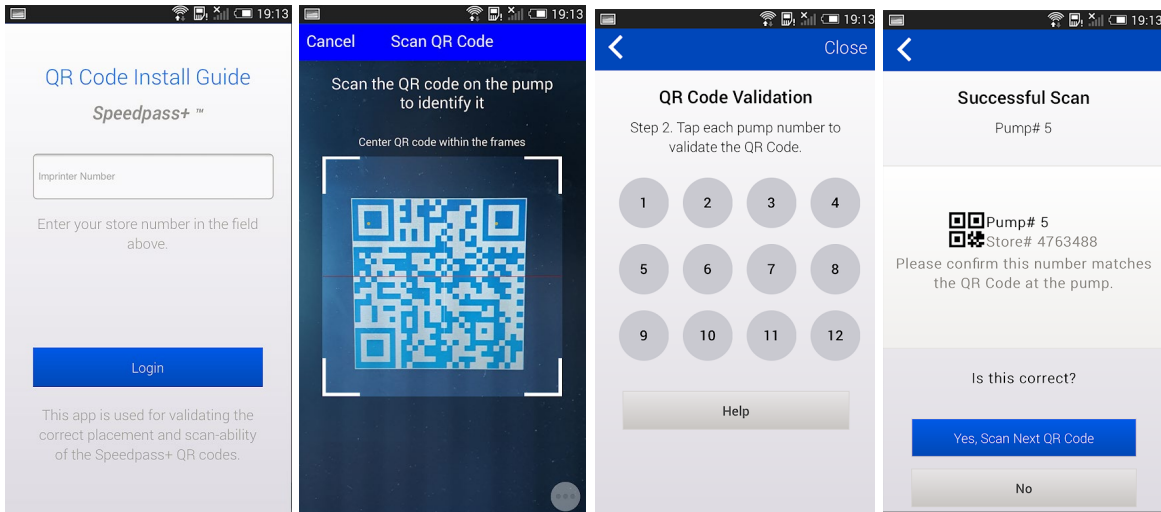 19:13
QR Code Install Guide
Speedpass+ ™
Imprinter Number
Enter your store number in the field
above.
Login
This app is used for validating the
correct placement and scan-ability
of the Speedpass+ QR codes.
19:13
Cancel Scan QR Code
Scan the QR code on the pump
to identify it
Center QR code within the frames
19:13
Close
QR Code Validation
Step 2. Tap each pump number to
validate the QR Code.
1 2 3 4
5 6 7 8
9 10 11 12
Help
19:13
Successful Scan
Pump# 5
Pump# 5
Store# 4763488
Please confirm this number matches
the QR Code at the pump.
Is this correct?
Yes, Scan Next QR Code
No